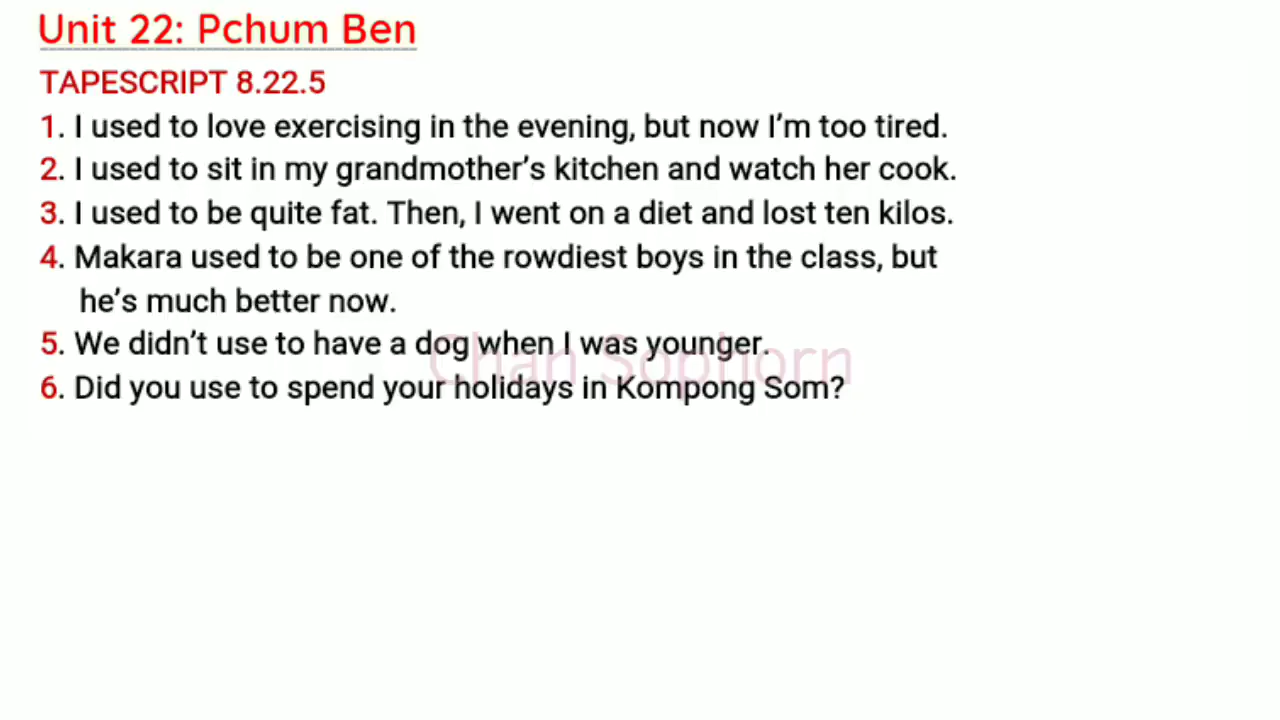 Unit 22: Pchum Ben
TAPESCRIPT 8.22.5
1. I used to love exercising in the evening, but now I’m too tired.
2. I used to sit in my grandmother’s kitchen and watch her cook.
3. I used to be quite fat. Then, I went on a diet and lost ten kilos.
4. Makara used to be one of the rowdiest boys in the class, but
he’s much better now.
5. We didn’t use to have a dog when I was younger.
Chan Sophorn
6. Did you use to spend your holidays in Kompong Som?